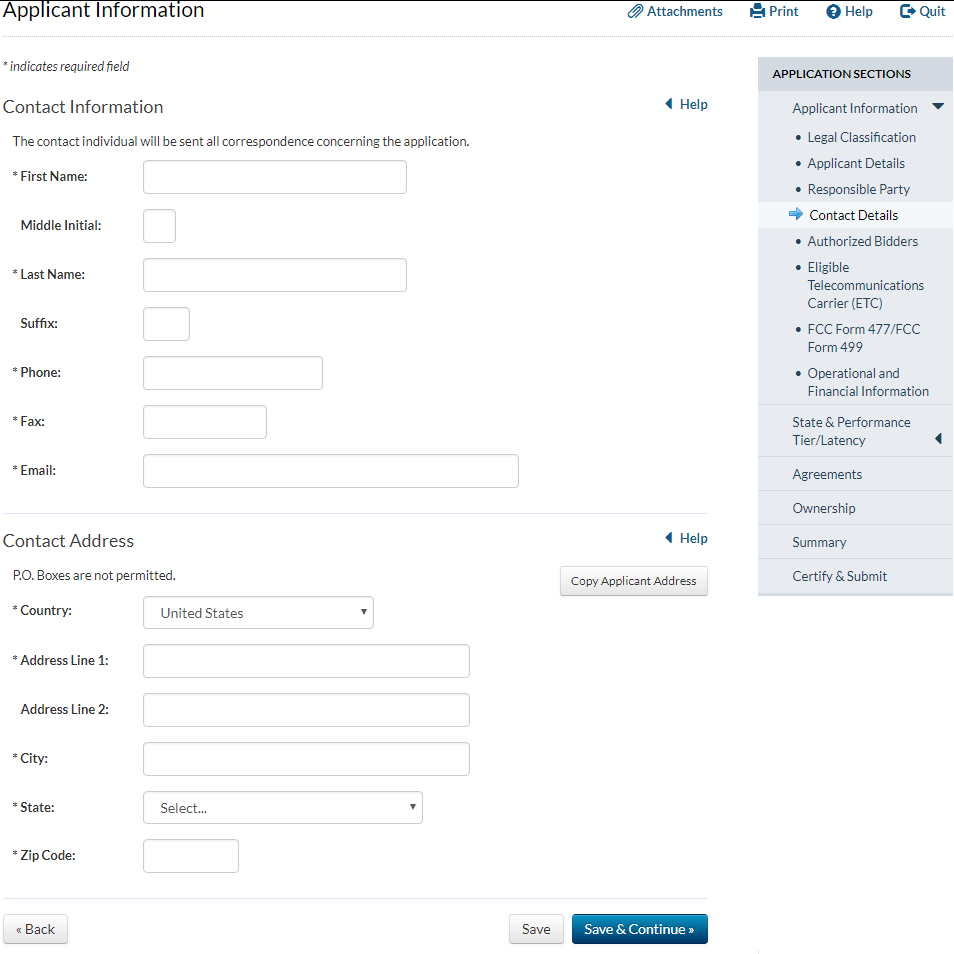 Applicant Information
Attachments Print Help Quit
* indicates required field
Contact Information
Help
The contact individual will be sent all correspondence concerning the application.
* First Name:
Middle Initial:
* Last Name:
Suffix:
* Phone:
* Fax:
* Email:
Contact Address
Help
P.O. Boxes are not permitted.
Copy Applicant Address
* Country:
United States
* Address Line 1:
Address Line 2:
* City:
* State:
Select...
* Zip Code:
« Back
Save
Save & Continue »
APPLICATION SECTIONS
Applicant Information
• Legal Classification
• Applicant Details
• Responsible Party
Contact Details
• Authorized Bidders
• Eligible
Telecommunications
Carrier (ETC)
• FCC Form 477/FCC
Form 499
• Operational and
Financial Information
State & Performance
Tier/Latency
Agreements
Ownership
Summary
Certify & Submit